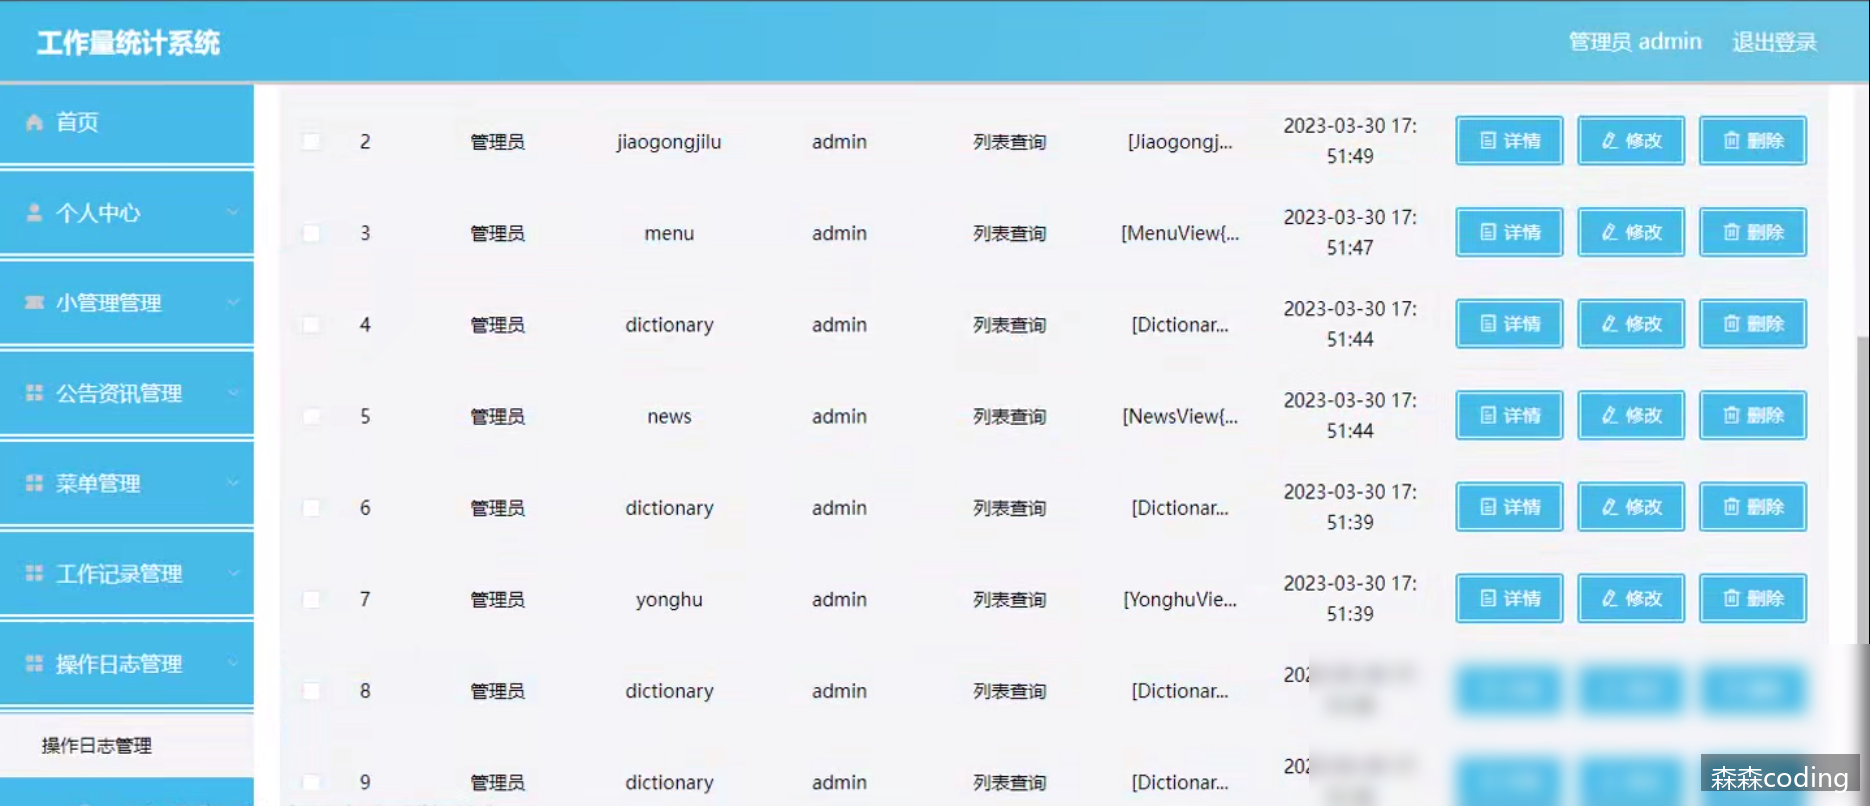 工作量统计系统
管理员 admin 退出登录
首页
个人中心
小管理管理
公告资讯管理
菜单管理
工作记录管理
操作日志管理
操作日志管理
2 管理员 jiaogongjilu admin 列表查询 [Jiaogongj... 2023-03-30 17:
51:49
详情 修改 删除
3 管理员 menu admin 列表查询 [MenuView{... 2023-03-30 17:
51:47
详情 修改 删除
4 管理员 dictionary admin 列表查询 [Dictionar... 2023-03-30 17:
51:44
详情 修改 删除
5 管理员 news admin 列表查询 [NewsView{... 2023-03-30 17:
51:44
详情 修改 删除
6 管理员 dictionary admin 列表查询 [Dictionar... 2023-03-30 17:
51:39
详情 修改 删除
7 管理员 yonghu admin 列表查询 [YonghuVie... 2023-03-30 17:
51:39
详情 修改 删除
8 管理员 dictionary admin 列表查询 [Dictionar...
9 管理员 dictionary admin 列表查询 [Dictionar...
森森coding